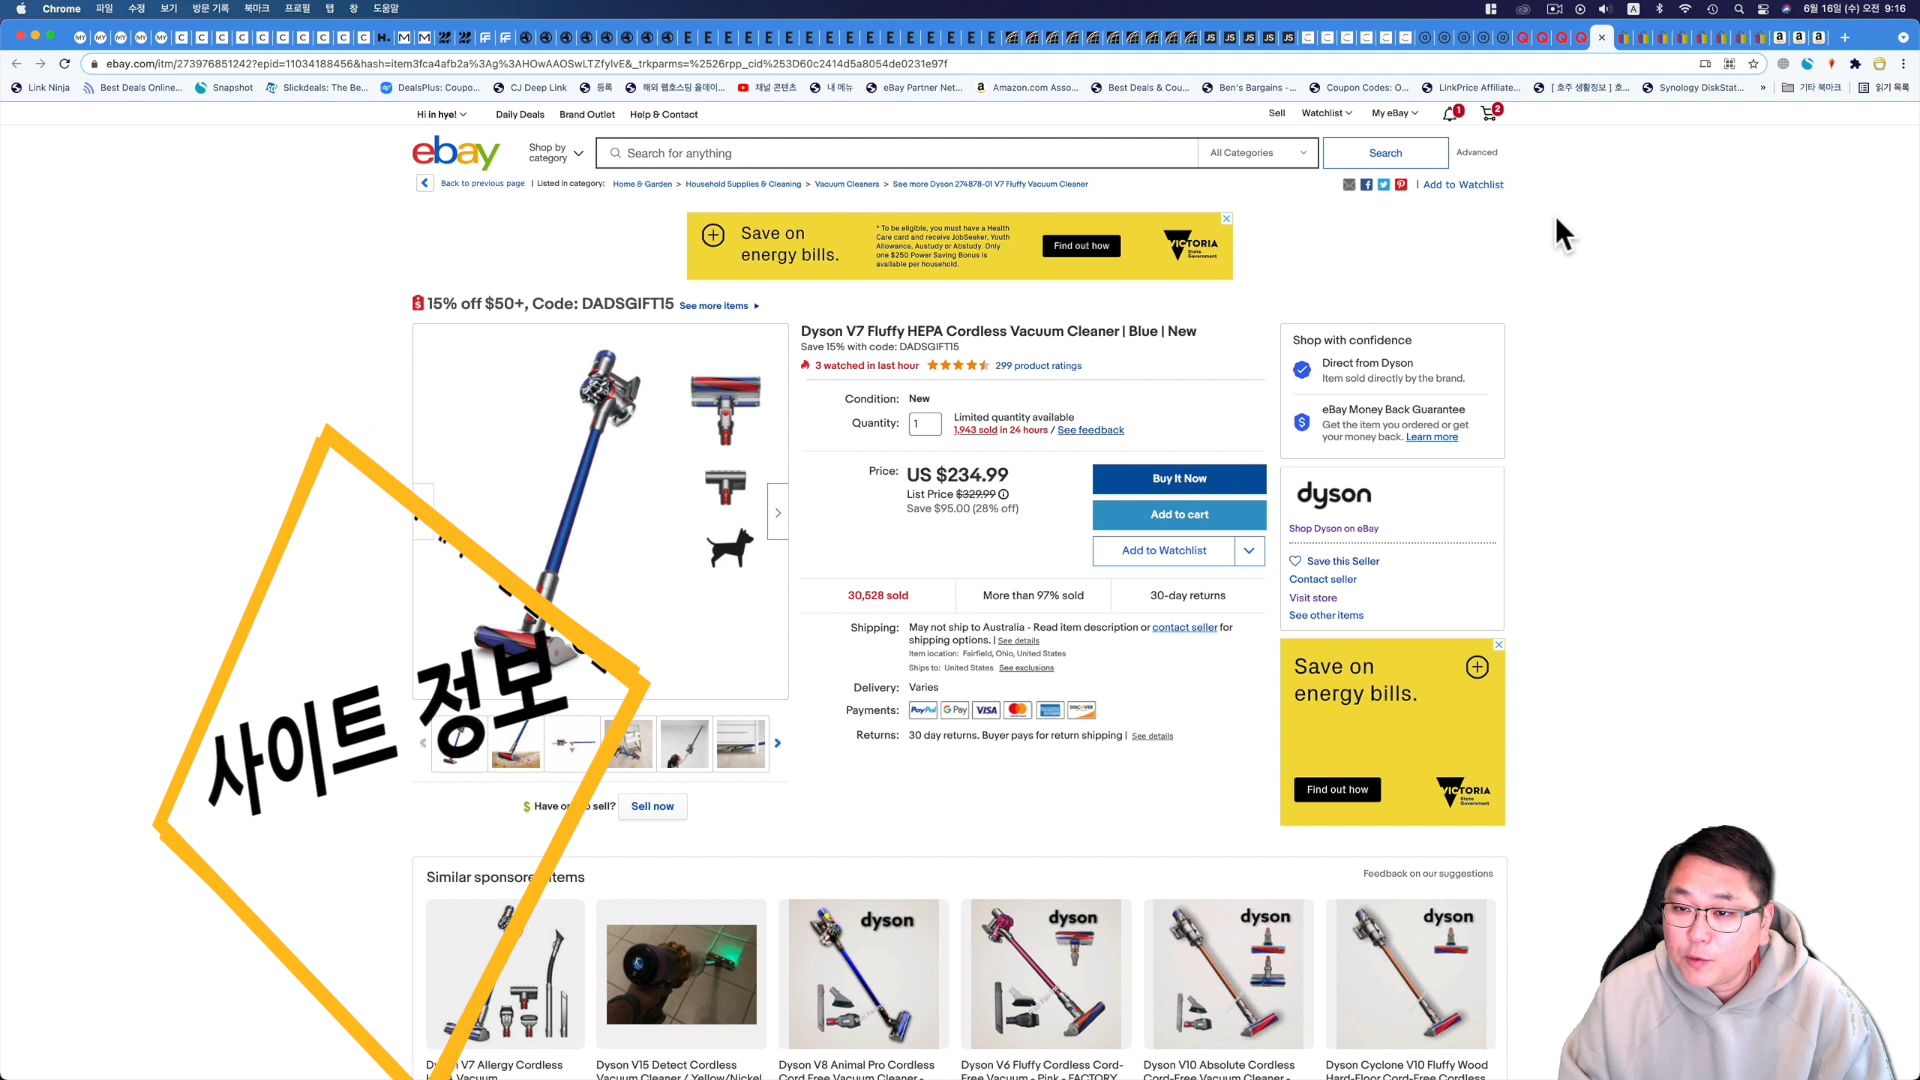 Chrome 파일 수정 보기 방문 기록 북마크 프로필 탭 창 도움말
6월 16일 (수) 오전 9:16
ebay.com/itm/273976851242?epid=11034188456&hash=item3fca4afb2a%3Ag%3AHOwAAOSwLTZfylvE&_trkparms=%2526rpp_cid%253D60c2414d5a8054de0231e97f
Link Ninja Best Deals Online... Snapshot Slickdeals: The Be... DealsPlus: Coupo... CJ Deep Link 등록 해외 웹호스팅 올데이... 채널 콘텐츠 내 메뉴 eBay Partner Net... Amazon.com Asso... Best Deals & Cou... Ben's Bargains -... Coupon Codes: O... LinkPrice Affiliate... [ 호주 생활정보 ] 호... Synology DiskStat... » 기타 북마크 읽기 목록
Hi in hye! Daily Deals Brand Outlet Help & Contact
Sell Watchlist My eBay 1 2
ebay
Shop by category
Search for anything
All Categories
Search
Advanced
Back to previous page | Listed in category: Home & Garden > Household Supplies & Cleaning > Vacuum Cleaners > See more Dyson 274878-01 V7 Fluffy Vacuum Cleaner
| Add to Watchlist
Save on
energy bills.
* To be eligible, you must have a Health
Care card and receive JobSeeker, Youth
Allowance, Austudy or Abstudy. Only
one $250 Power Saving Bonus is
available per household.
Find out how
VICTORIA
State Government
15% off $50+, Code: DADSGIFT15 See more items
Dyson V7 Fluffy HEPA Cordless Vacuum Cleaner | Blue | New
Save 15% with code: DADSGIFT15
3 watched in last hour 299 product ratings
Condition: New
Quantity: 1 Limited quantity available
1,943 sold in 24 hours / See feedback
Price: US $234.99
List Price $329.99
Save $95.00 (28% off)
Buy It Now
Add to cart
Add to Watchlist
30,528 sold More than 97% sold 30-day returns
Shipping: May not ship to Australia - Read item description or contact seller for
shipping options. | See details
Item location: Fairfield, Ohio, United States
Ships to: United States See exclusions
Delivery: Varies
Payments: PayPal G Pay VISA MasterCard DISCOVER
Returns: 30 day returns. Buyer pays for return shipping | See details
Shop with confidence
Direct from Dyson
Item sold directly by the brand.
eBay Money Back Guarantee
Get the item you ordered or get
your money back. Learn more
dyson
Shop Dyson on eBay
Save this Seller
Contact seller
Visit store
See other items
Save on
energy bills.
Find out how
VICTORIA
State Government
사이트 정보
Sell now
Feedback on our suggestions
dyson
dyson
dyson
dyson
V7 Allergy Cordless
Vacuum
Dyson V15 Detect Cordless
Vacuum Cleaner / Yellow/Nickel
Dyson V8 Animal Pro Cordless
Cord Free Vacuum Cleaner -
Dyson V6 Fluffy Cordless Cord-
Free Vacuum - Pink - FACTORY
Dyson V10 Absolute Cordless
Cord-Free Vacuum Cleaner -
Dyson Cyclone V10 Fluffy Wood
Hard-Floor Cord-Free Cordless